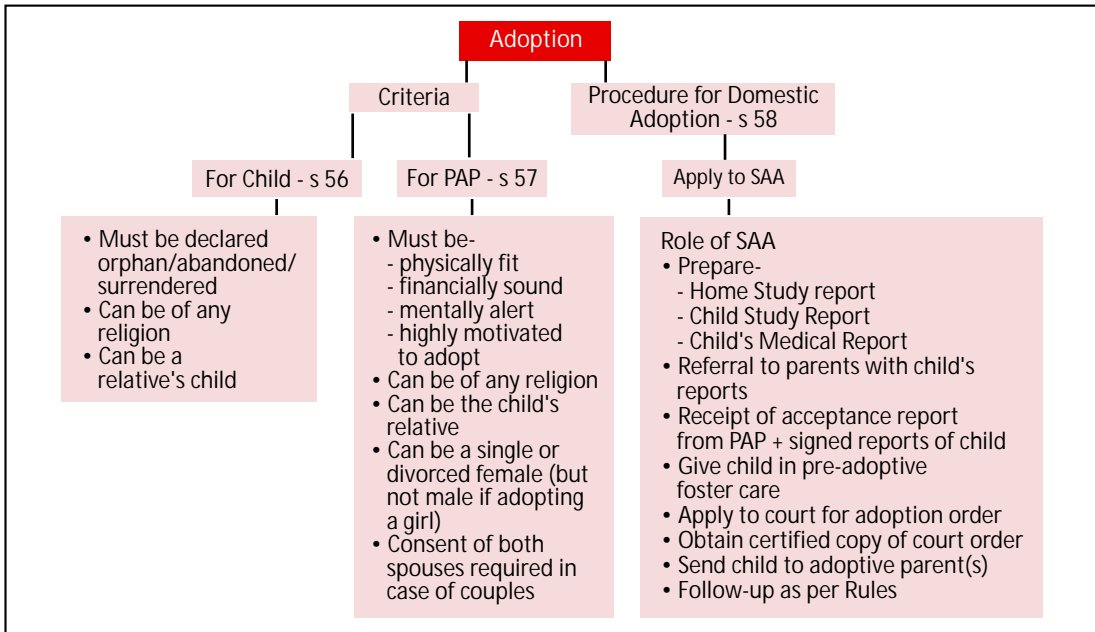 Adoption
Criteria
Procedure for Domestic
Adoption - s 58
For Child - s 56
For PAP - s 57
Apply to SAA
• Must be declared
orphan/abandoned/
surrendered
• Can be of any
religion
• Can be a
relative's child
• Must be-
- physically fit
- financially sound
- mentally alert
- highly motivated
to adopt
• Can be of any religion
• Can be the child's
relative
• Can be a single or
divorced female (but
not male if adopting
a girl)
• Consent of both
spouses required in
case of couples
Role of SAA
• Prepare-
- Home Study report
- Child Study Report
- Child's Medical Report
• Referral to parents with child's
reports
• Receipt of acceptance report
from PAP + signed reports of child
• Give child in pre-adoptive
foster care
• Apply to court for adoption order
• Obtain certified copy of court order
• Send child to adoptive parent(s)
• Follow-up as per Rules